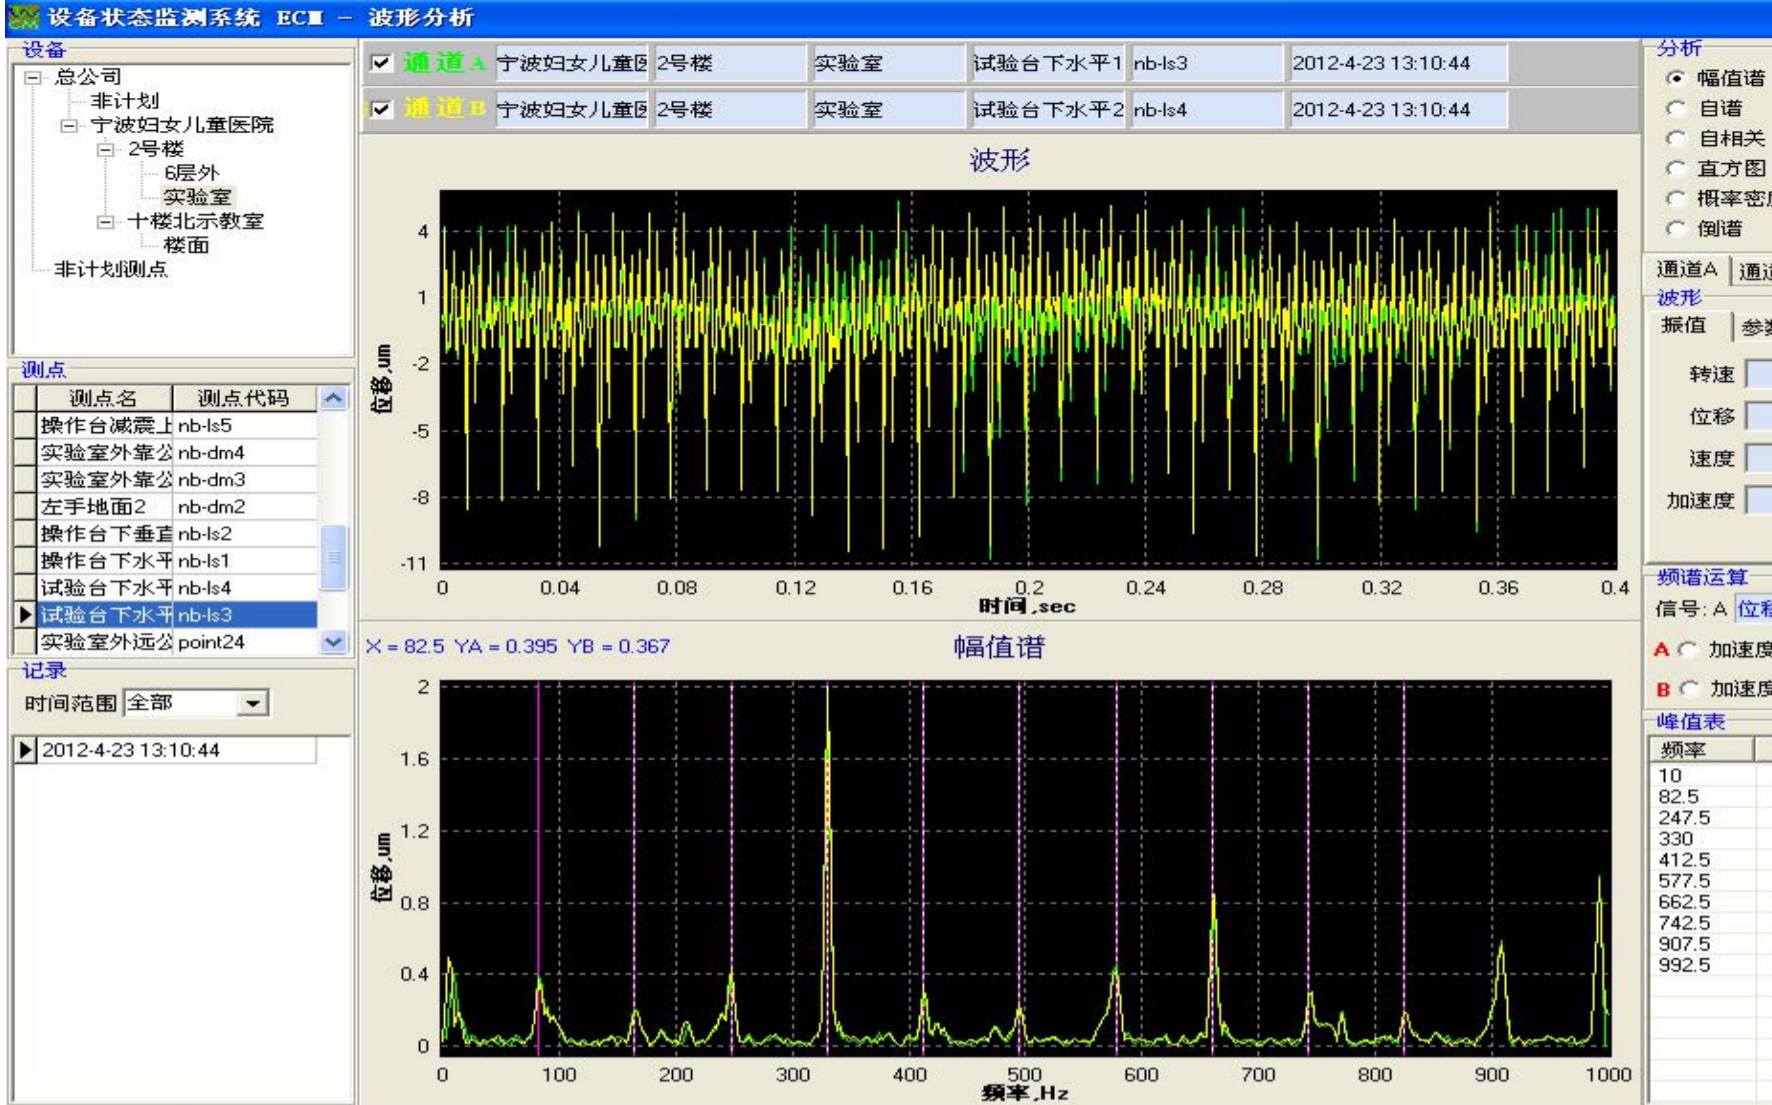 设备状态监测系统 ECM - 波形分析
设备
总公司
非计划
宁波妇女儿童医院
2号楼
6层外
实验室
十楼北示教室
楼面
非计划测点
测点
测点名 测点代码
操作台减震上 nb-ls5
实验室外靠公 nb-dm4
实验室外靠公 nb-dm3
左手地面2 nb-dm2
操作台下垂直 nb-ls2
操作台下水平 nb-ls1
试验台下水平 nb-ls4
试验台下水平 nb-ls3
实验室外远公 point24
记录
时间范围 全部
2012-4-23 13:10:44
通道A 宁波妇女儿童医 2号楼 实验室 试验台下水平1 nb-ls3 2012-4-23 13:10:44
通道B 宁波妇女儿童医 2号楼 实验室 试验台下水平2 nb-ls4 2012-4-23 13:10:44
波形
位移,um
4
1
-2
-5
-8
-11
0 0.04 0.08 0.12 0.16 0.2 0.24 0.28 0.32 0.36 0.4
时间,sec
X = 82.5 YA = 0.395 YB = 0.367
幅值谱
位移,um
2
1.6
1.2
0.8
0.4
0
0 100 200 300 400 500 600 700 800 900 1000
频率,Hz
分析
幅值谱
自谱
自相关
直方图
概率密度
倒谱
通道A 通道
波形
振值 参数
转速
位移
速度
加速度
频谱运算
信号: A 位移
A 加速度
B 加速度
峰值表
频率
10
82.5
247.5
330
412.5
577.5
662.5
742.5
907.5
992.5